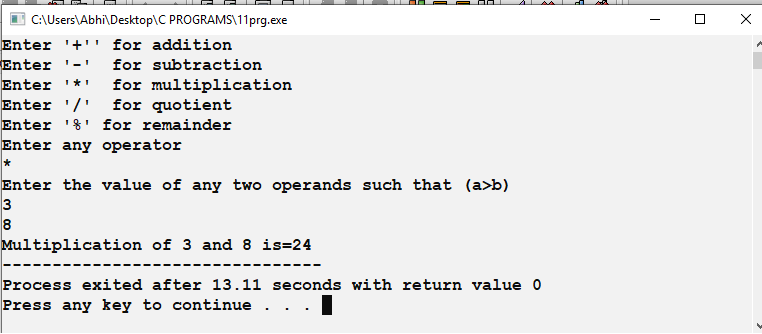 C:\Users\Abhi\Desktop\C PROGRAMS\11prg.exe
Enter '+'' for addition
Enter '-'  for subtraction
Enter '*'  for multiplication
Enter '/'  for quotient
Enter '%' for remainder
Enter any operator
*
Enter the value of any two operands such that (a>b)
3
8
Multiplication of 3 and 8 is=24
--------------------------------
Process exited after 13.11 seconds with return value 0
Press any key to continue . . .